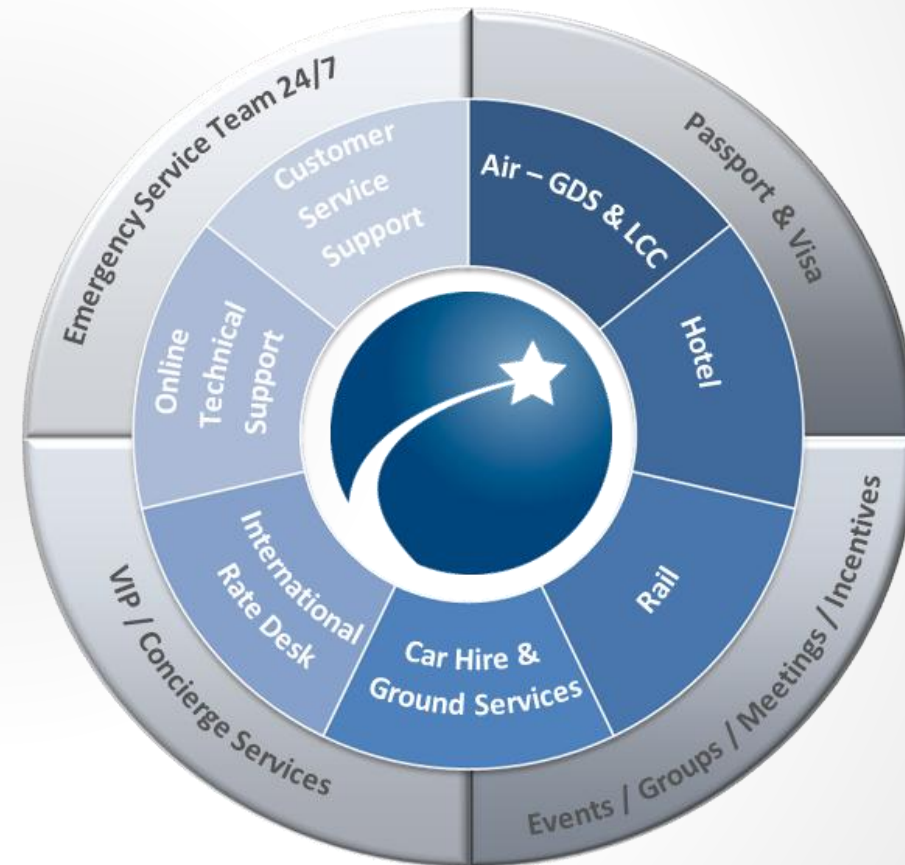 Emergency Service Team 24/7
Passport & Visa
Events / Groups / Meetings / Incentives
VIP / Concierge Services
Customer
Service
Support
Air – GDS & LCC
Hotel
Rail
Car Hire &
Ground Services
International
Rate Desk
Online
Technical
Support